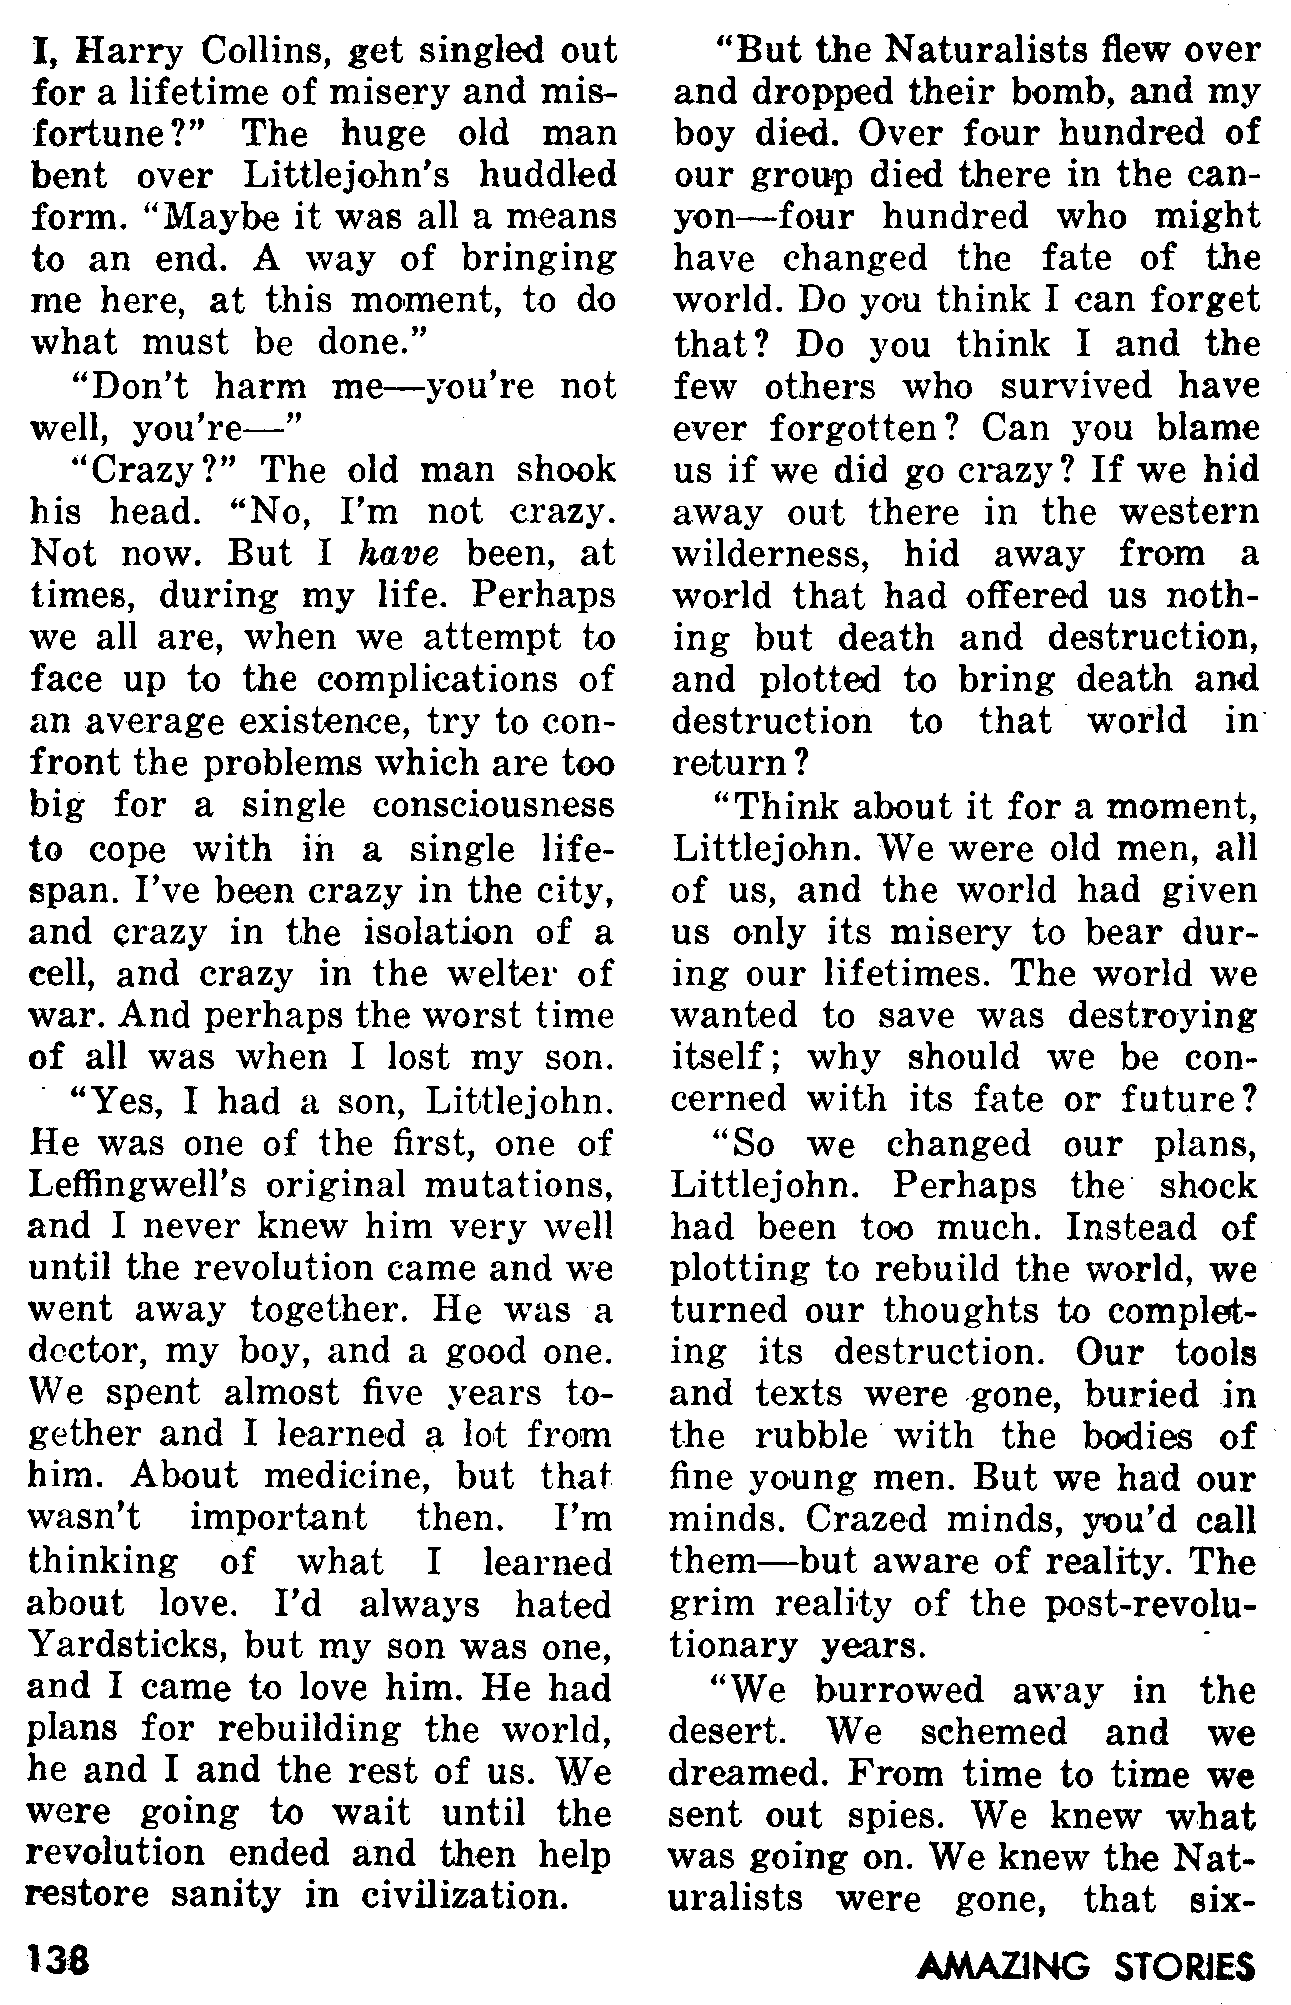 I, Harry Collins, get singled out
for a lifetime of misery and mis-
fortune?" The huge old man
bent over Littlejohn's huddled
form. "Maybe it was all a means
to an end. A way of bringing
me here, at this moment, to do
what must be done."
"Don't harm me—you're not
well, you're—"
"Crazy?" The old man shook
his head. "No, I'm not crazy.
Not now. But I have been, at
times, during my life. Perhaps
we all are, when we attempt to
face up to the complications of
an average existence, try to con-
front the problems which are too
big for a single consciousness
to cope with in a single life-
span. I've been crazy in the city,
and crazy in the isolation of a
cell, and crazy in the welter of
war. And perhaps the worst time
of all was when I lost my son.
"Yes, I had a son, Littlejohn.
He was one of the first, one of
Leffingwell's original mutations,
and I never knew him very well
until the revolution came and we
went away together. He was a
doctor, my boy, and a good one.
We spent almost five years to-
gether and I learned a lot from
him. About medicine, but that
wasn't important then. I'm
thinking of what I learned
about love. I'd always hated
Yardsticks, but my son was one,
and I came to love him. He had
plans for rebuilding the world,
he and I and the rest of us. We
were going to wait until the
revolution ended and then help
restore sanity in civilization.
"But the Naturalists flew over
and dropped their bomb, and my
boy died. Over four hundred of
our group died there in the can-
yon—four hundred who might
have changed the fate of the
world. Do you think I can forget
that? Do you think I and the
few others who survived have
ever forgotten? Can you blame
us if we did go crazy? If we hid
away out there in the western
wilderness, hid away from a
world that had offered us noth-
ing but death and destruction,
and plotted to bring death and
destruction to that world in
return?
"Think about it for a moment,
Littlejohn. We were old men, all
of us, and the world had given
us only its misery to bear dur-
ing our lifetimes. The world we
wanted to save was destroying
itself; why should we be con-
cerned with its fate or future?
"So we changed our plans,
Littlejohn. Perhaps the shock
had been too much. Instead of
plotting to rebuild the world, we
turned our thoughts to complet-
ing its destruction. Our tools
and texts were gone, buried in
the rubble with the bodies of
fine young men. But we had our
minds. Crazed minds, you'd call
them—but aware of reality. The
grim reality of the post-revolu-
tionary years.
"We burrowed away in the
desert. We schemed and we
dreamed. From time to time we
sent out spies. We knew what
was going on. We knew the Nat-
uralists were gone, that six-
138
AMAZING STORIES